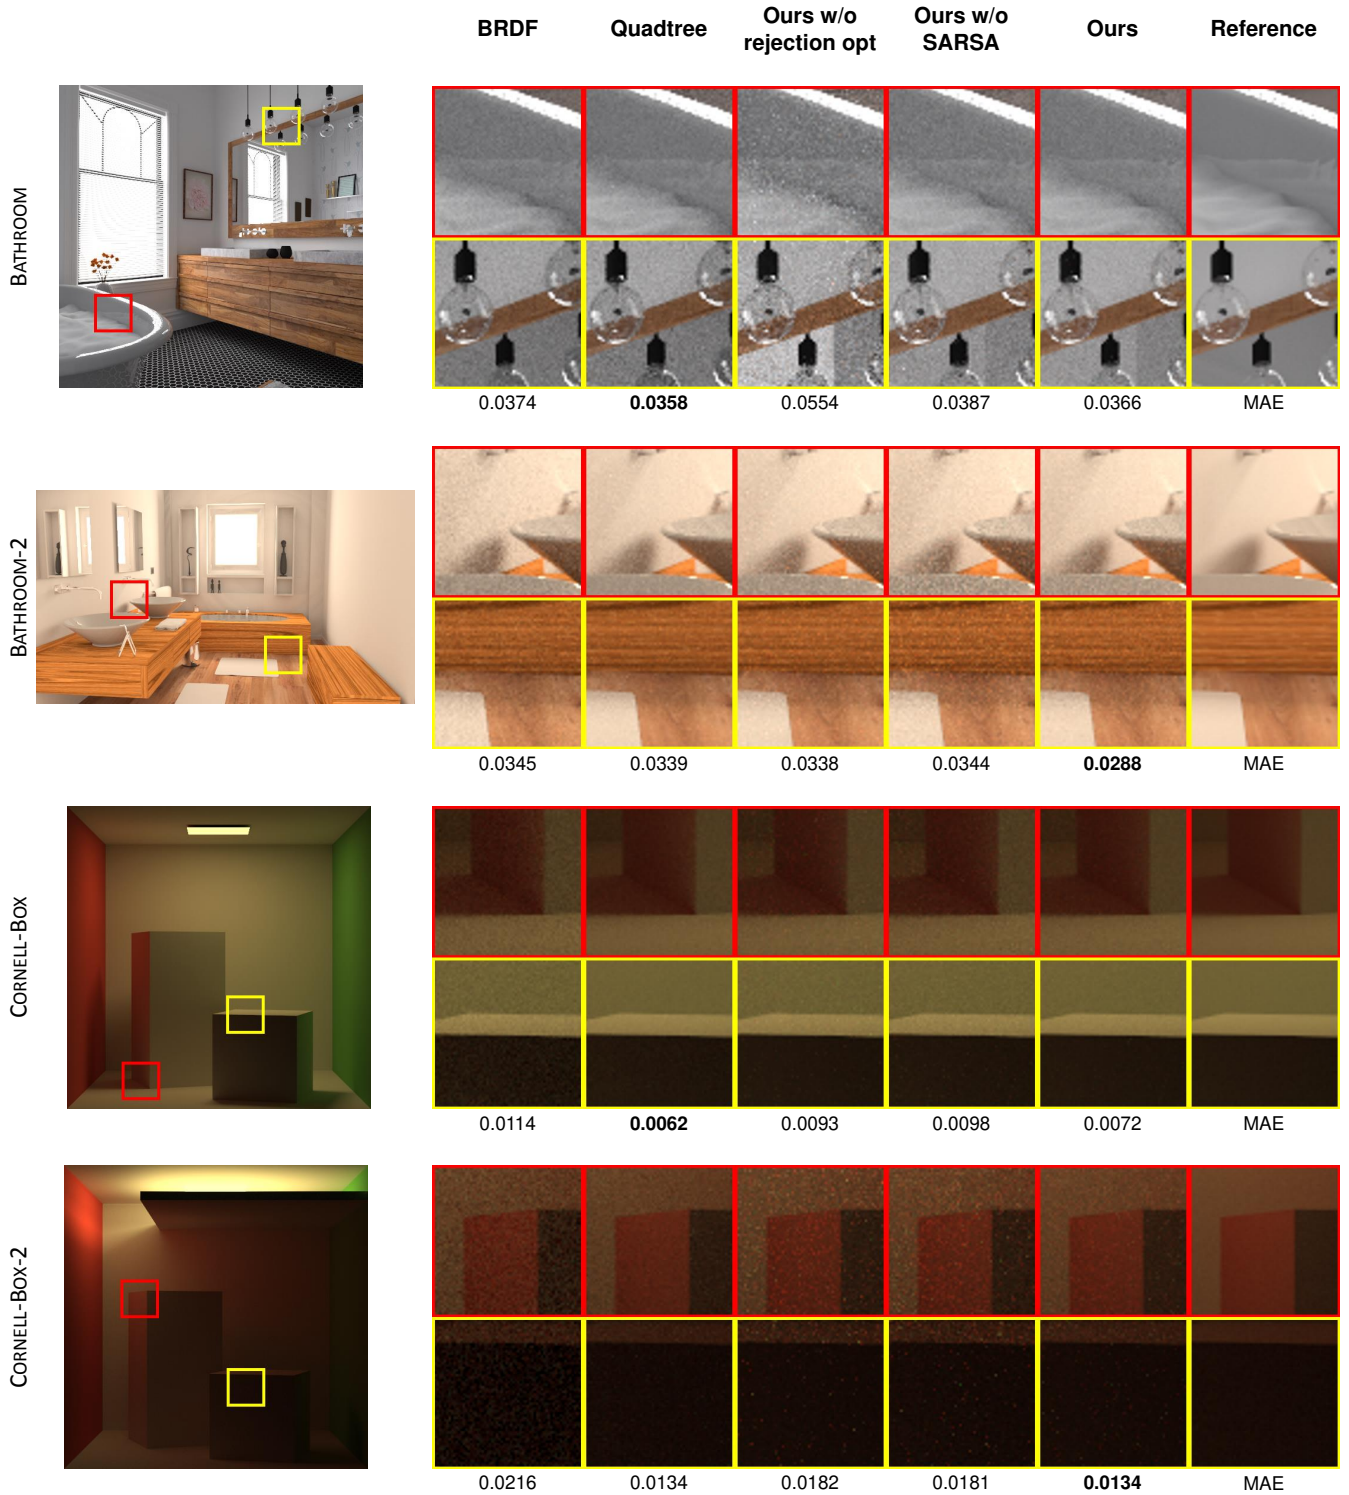 BRDF
Quadtree
Ours w/o
rejection opt
Ours w/o
SARSA
Ours
Reference
BATHROOM
0.0374
0.0358
0.0554
0.0387
0.0366
MAE
BATHROOM-2
0.0345
0.0339
0.0338
0.0344
0.0288
MAE
CORNELL-BOX
0.0114
0.0062
0.0093
0.0098
0.0072
MAE
CORNELL-BOX-2
0.0216
0.0134
0.0182
0.0181
0.0134
MAE